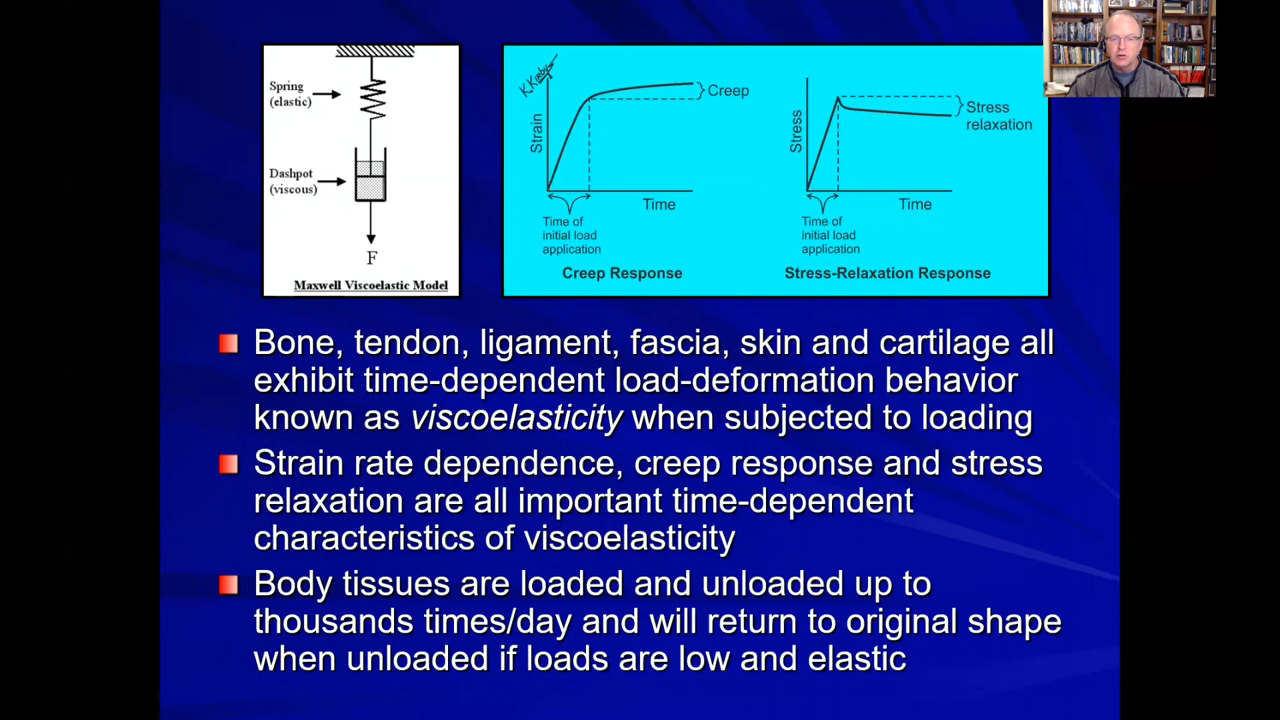 Spring
(elastic)
Dashpot
(viscous)
F
Maxwell Viscoelastic Model
K.Kirby
Strain
Creep
Time
Time of
initial load
application
Creep Response
Stress
Stress
relaxation
Time
Time of
initial load
application
Stress-Relaxation Response
Bone, tendon, ligament, fascia, skin and cartilage all
exhibit time-dependent load-deformation behavior
known as viscoelasticity when subjected to loading
Strain rate dependence, creep response and stress
relaxation are all important time-dependent
characteristics of viscoelasticity
Body tissues are loaded and unloaded up to
thousands times/day and will return to original shape
when unloaded if loads are low and elastic